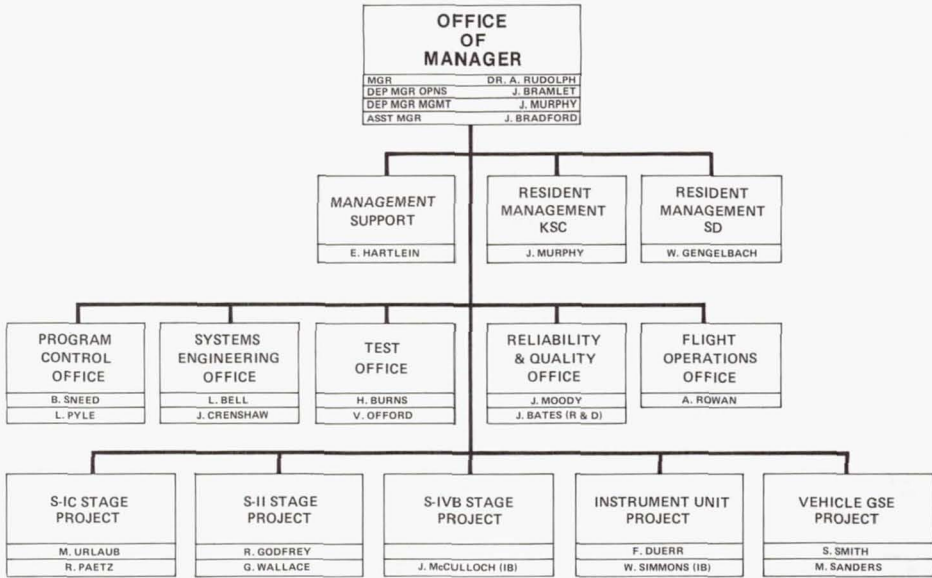 OFFICE
OF
MANAGER
MGR DR. A. RUDOLPH
DEP MGR OPNS J. BRAMLET
DEP MGR MGMT J. MURPHY
ASST MGR J. BRADFORD
MANAGEMENT
SUPPORT
E. HARTLEIN
RESIDENT
MANAGEMENT
KSC
J. MURPHY
RESIDENT
MANAGEMENT
SD
W. GENGELBACH
PROGRAM
CONTROL
OFFICE
B. SNEED
L. PYLE
SYSTEMS
ENGINEERING
OFFICE
L. BELL
J. CRENSHAW
TEST
OFFICE
H. BURNS
V. OFFORD
RELIABILITY
& QUALITY
OFFICE
J. MOODY
J. BATES (R & D)
FLIGHT
OPERATIONS
OFFICE
A. ROWAN
S-IC STAGE
PROJECT
M. URLAUB
R. PAETZ
S-II STAGE
PROJECT
R. GODFREY
G. WALLACE
S-IVB STAGE
PROJECT
J. McCULLOCH (IB)
INSTRUMENT UNIT
PROJECT
F. DUERR
W. SIMMONS (IB)
VEHICLE GSE
PROJECT
S. SMITH
M. SANDERS